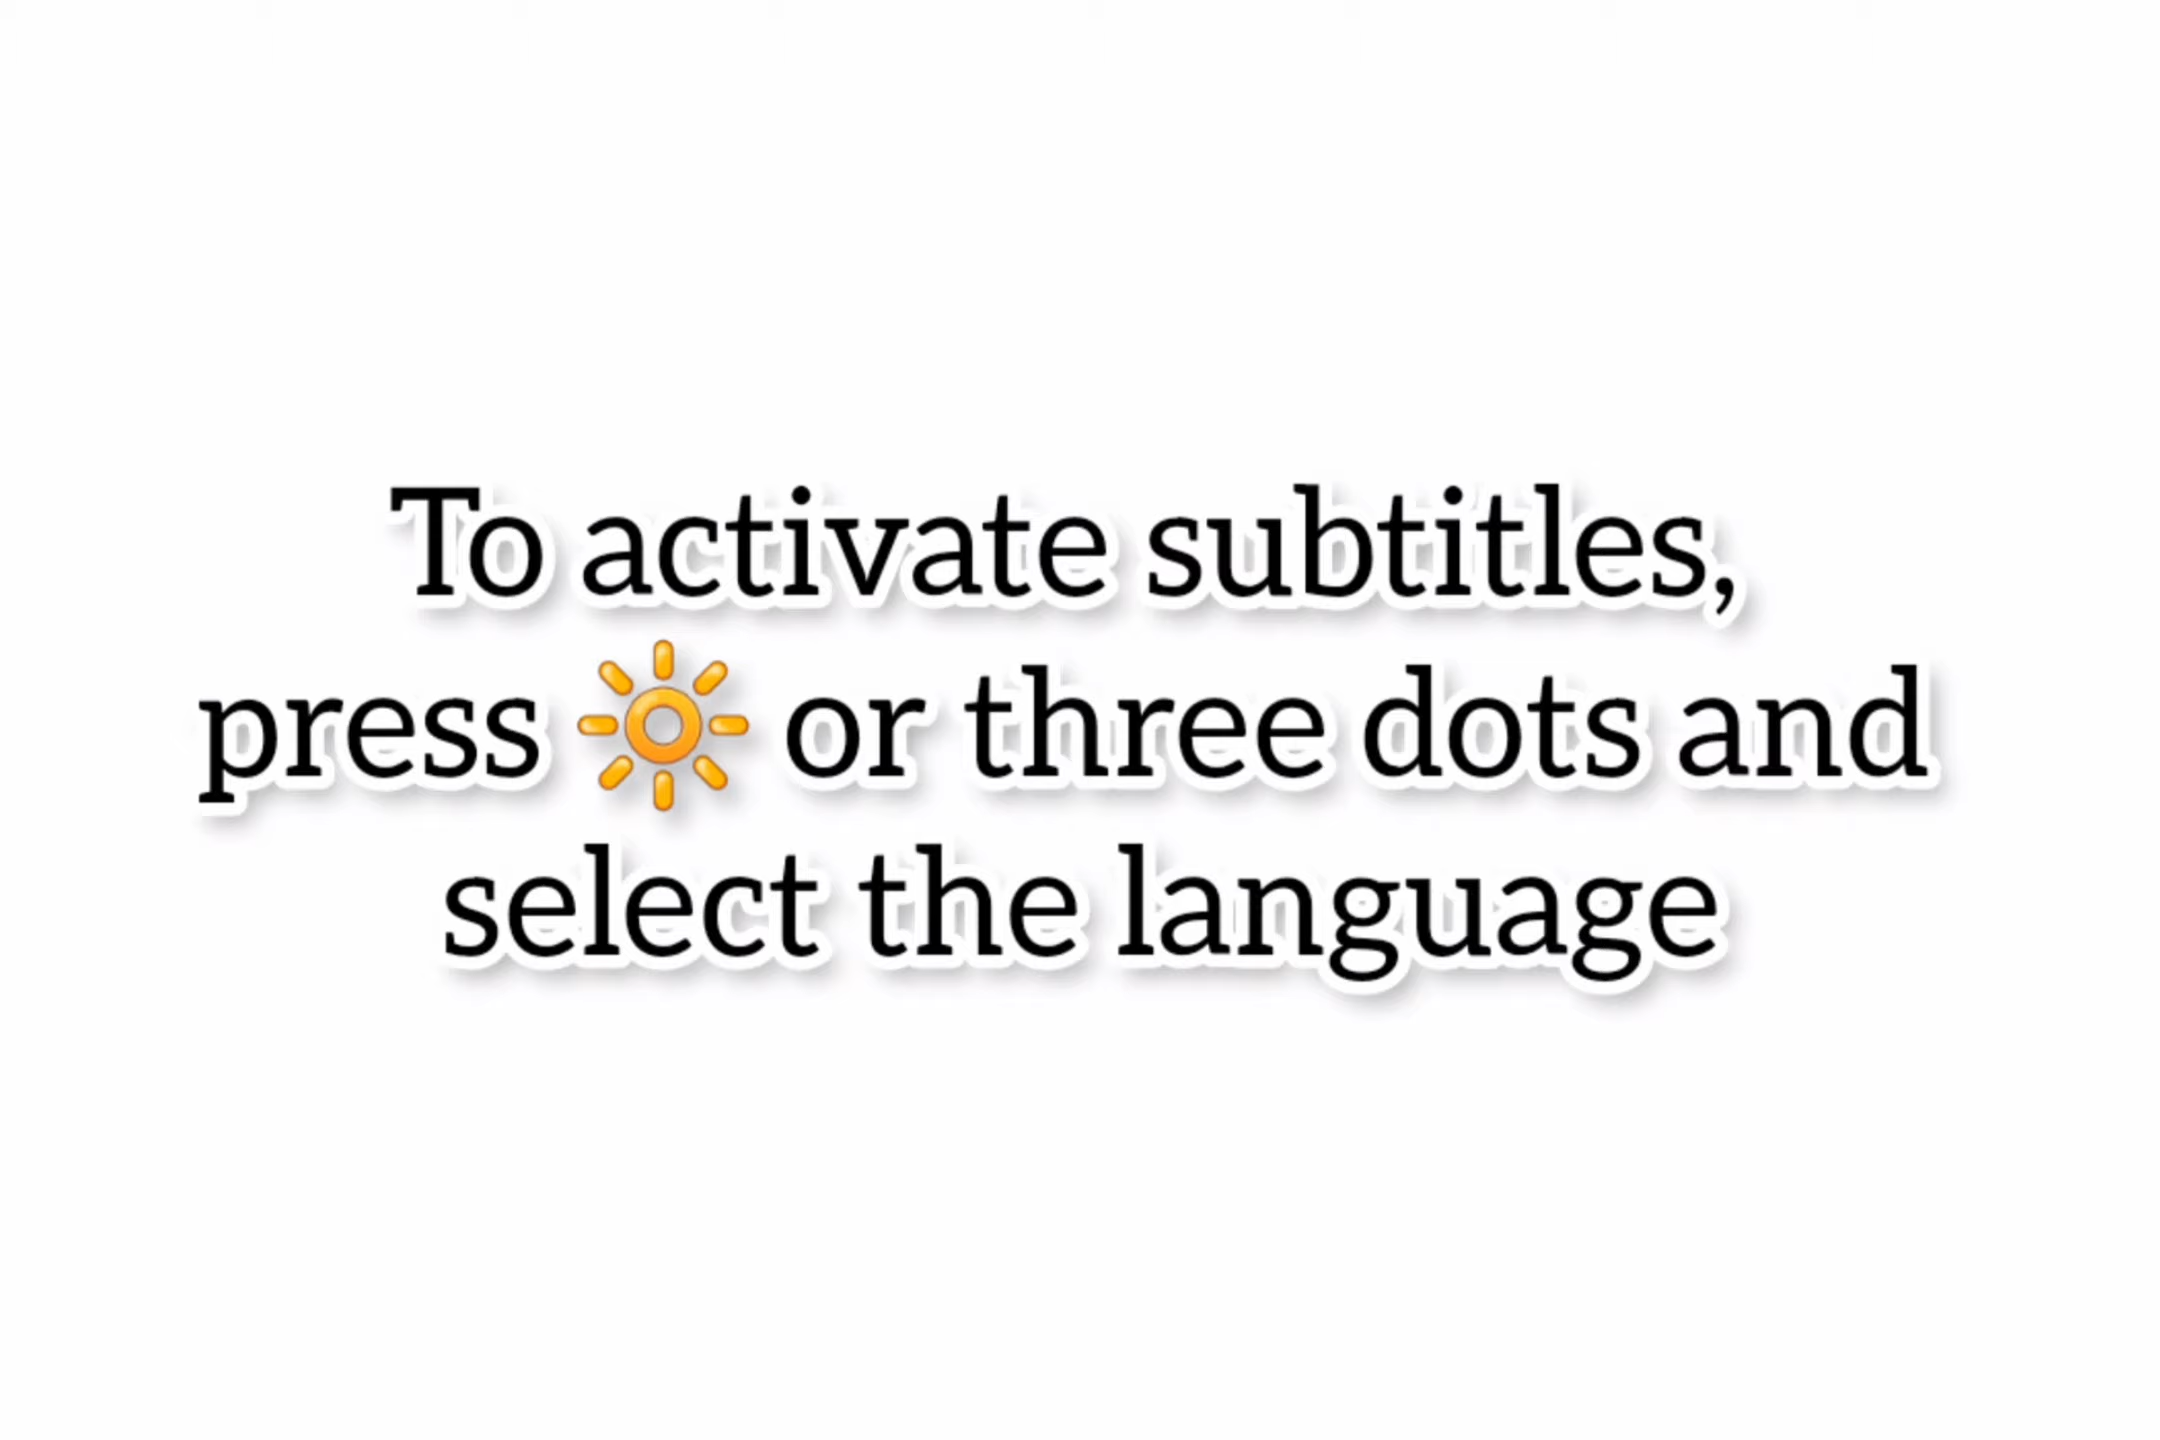 To activate subtitles,
press 🔆 or three dots and
select the language